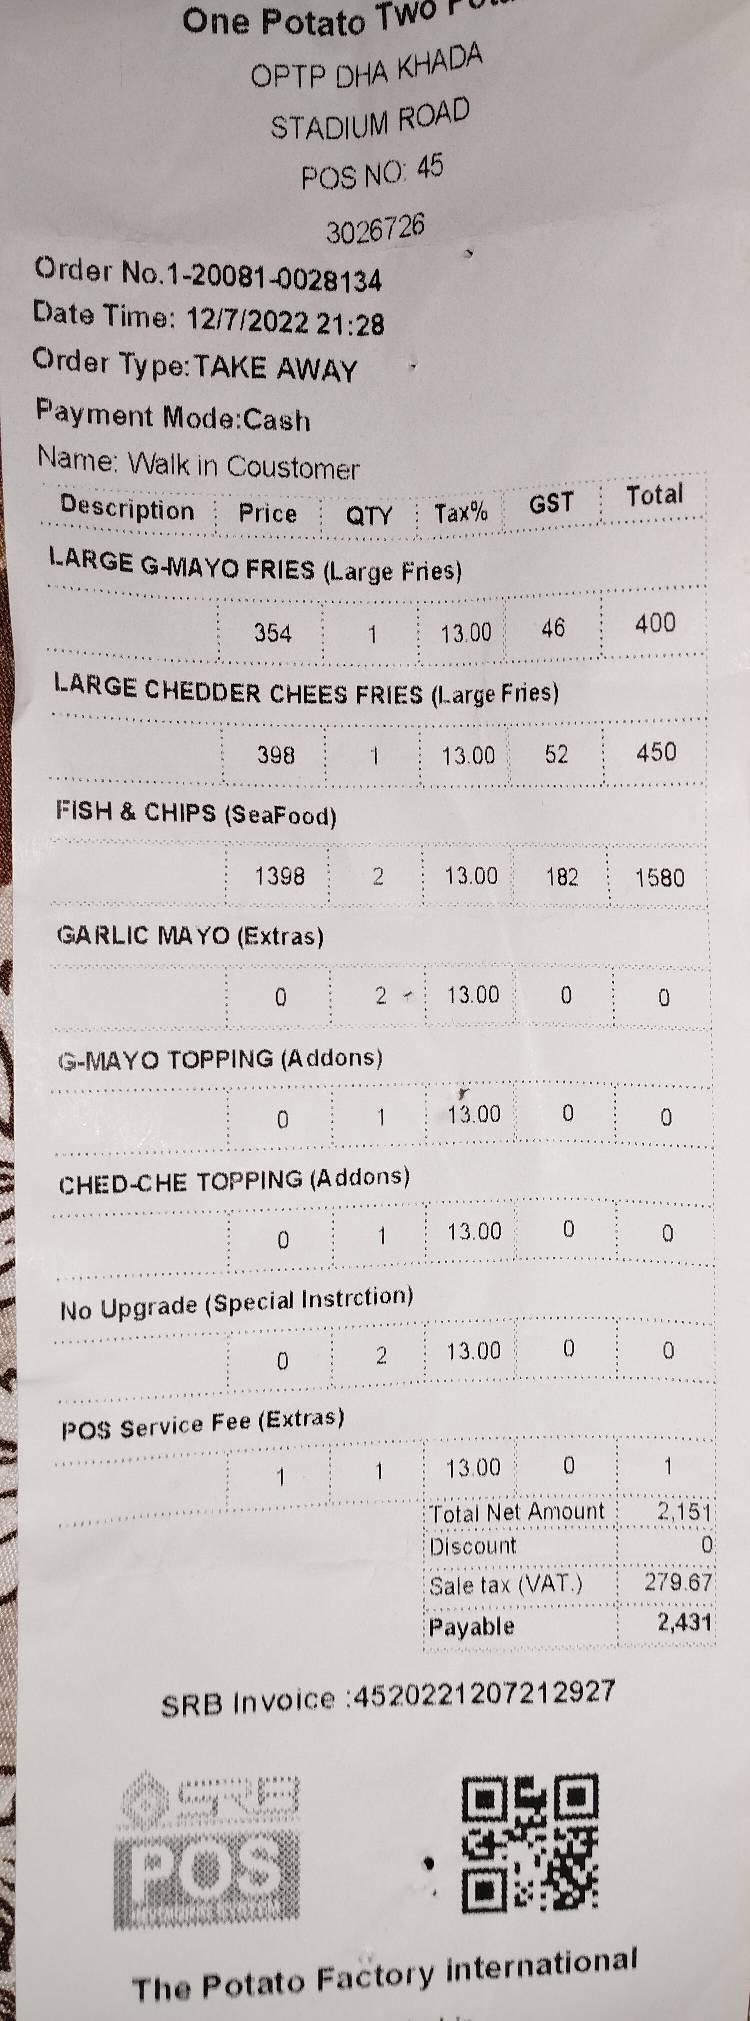 One Potato Two
OPTP DHA KHADA
STADIUM ROAD
POS NO: 45
3026726
Order No.1-20081-0028134
Date Time: 12/7/2022 21:28
Order Type:TAKE AWAY
Payment Mode:Cash
Name: Walk in Coustomer
Description Price QTY Tax% GST Total
LARGE G-MAYO FRIES (Large Fries)
354 1 13.00 46 400
LARGE CHEDDER CHEES FRIES (Large Fries)
398 1 13.00 52 450
FISH & CHIPS (SeaFood)
1398 2 13.00 182 1580
GARLIC MAYO (Extras)
0 2 13.00 0 0
G-MAYO TOPPING (Addons)
0 1 13.00 0 0
CHED-CHE TOPPING (Addons)
0 1 13.00 0 0
No Upgrade (Special Instrction)
0 2 13.00 0 0
POS Service Fee (Extras)
1 1 13.00 0 1
Total Net Amount 2,151
Discount 0
Sale tax (VAT.) 279.67
Payable 2,431
SRB Invoice :4520221207212927
SRB
POS
The Potato Factory international